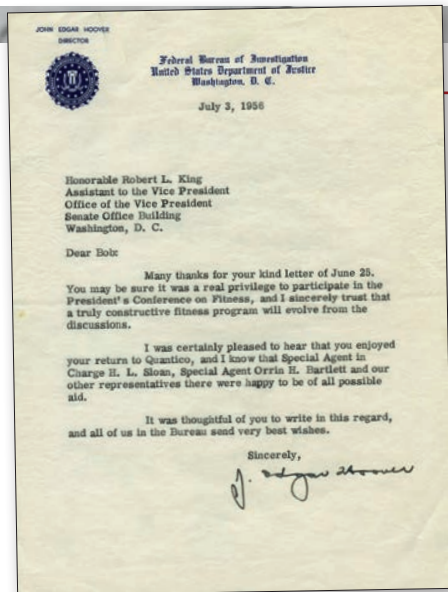 JOHN EDGAR HOOVER
DIRECTOR
Federal Bureau of Investigation
United States Department of Justice
Washington, D. C.
July 3, 1956
Honorable Robert L. King
Assistant to the Vice President
Office of the Vice President
Senate Office Building
Washington, D. C.
Dear Bob:
Many thanks for your kind letter of June 25.
You may be sure it was a real privilege to participate in the
President's Conference on Fitness, and I sincerely trust that
a truly constructive fitness program will evolve from the
discussions.
I was certainly pleased to hear that you enjoyed
your return to Quantico, and I know that Special Agent in
Charge H. L. Sloan, Special Agent Orrin H. Bartlett and our
other representatives there were happy to be of all possible
aid.
It was thoughtful of you to write in this regard,
and all of us in the Bureau send very best wishes.
Sincerely,
J. Edgar Hoover